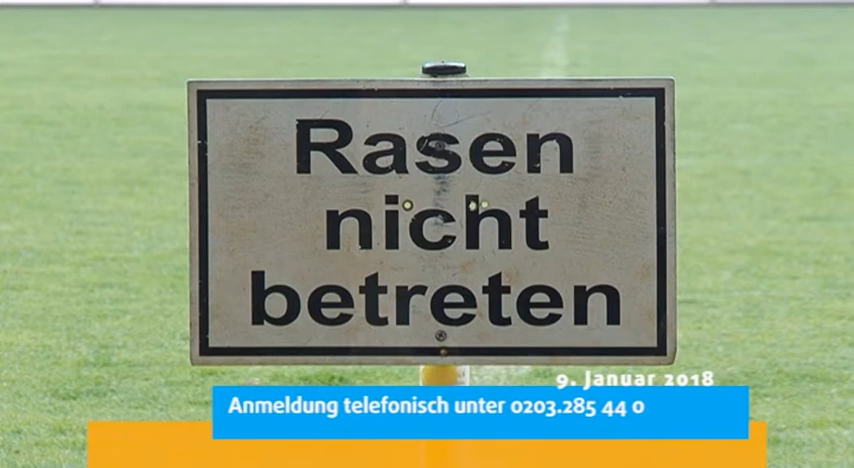 Rasen
nicht
betreten
9. Januar 2018
Anmeldung telefonisch unter 0203.285 44 0